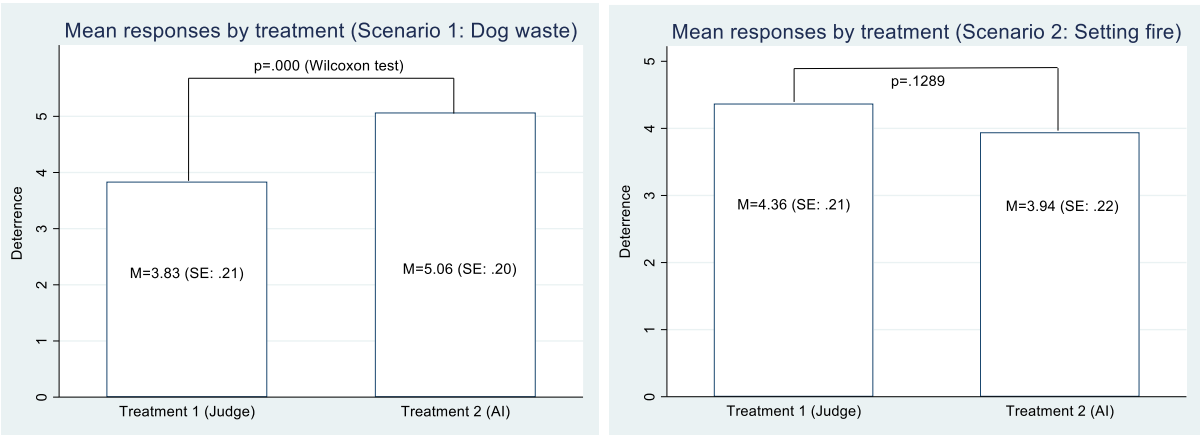 Mean responses by treatment (Scenario 1: Dog waste)
p=.000 (Wilcoxon test)
5
4
3
2
1
0
Deterrence
M=3.83 (SE: .21)
M=5.06 (SE: .20)
Treatment 1 (Judge)
Treatment 2 (AI)
Mean responses by treatment (Scenario 2: Setting fire)
p=.1289
5
4
3
2
1
0
Deterrence
M=4.36 (SE: .21)
M=3.94 (SE: .22)
Treatment 1 (Judge)
Treatment 2 (AI)